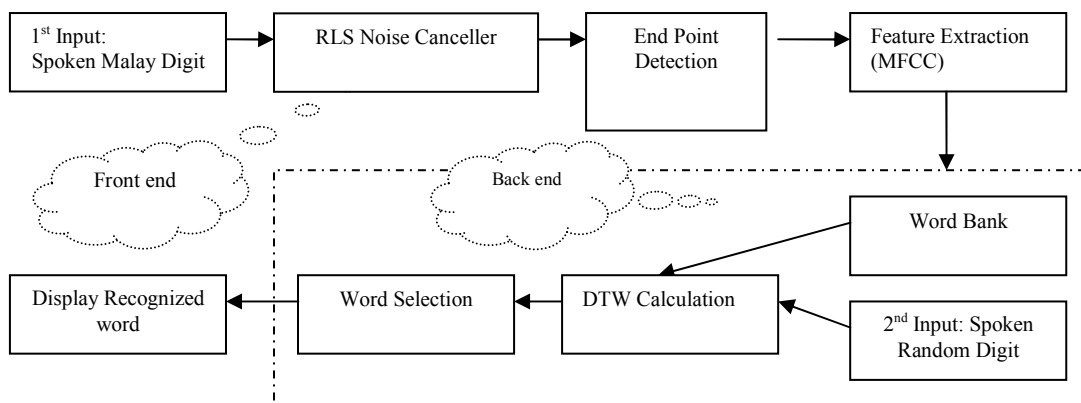 1st Input:
Spoken Malay Digit
RLS Noise Canceller
End Point
Detection
Feature Extraction
(MFCC)
Front end
Back end
Word Bank
Display Recognized
word
Word Selection
DTW Calculation
2nd Input: Spoken
Random Digit